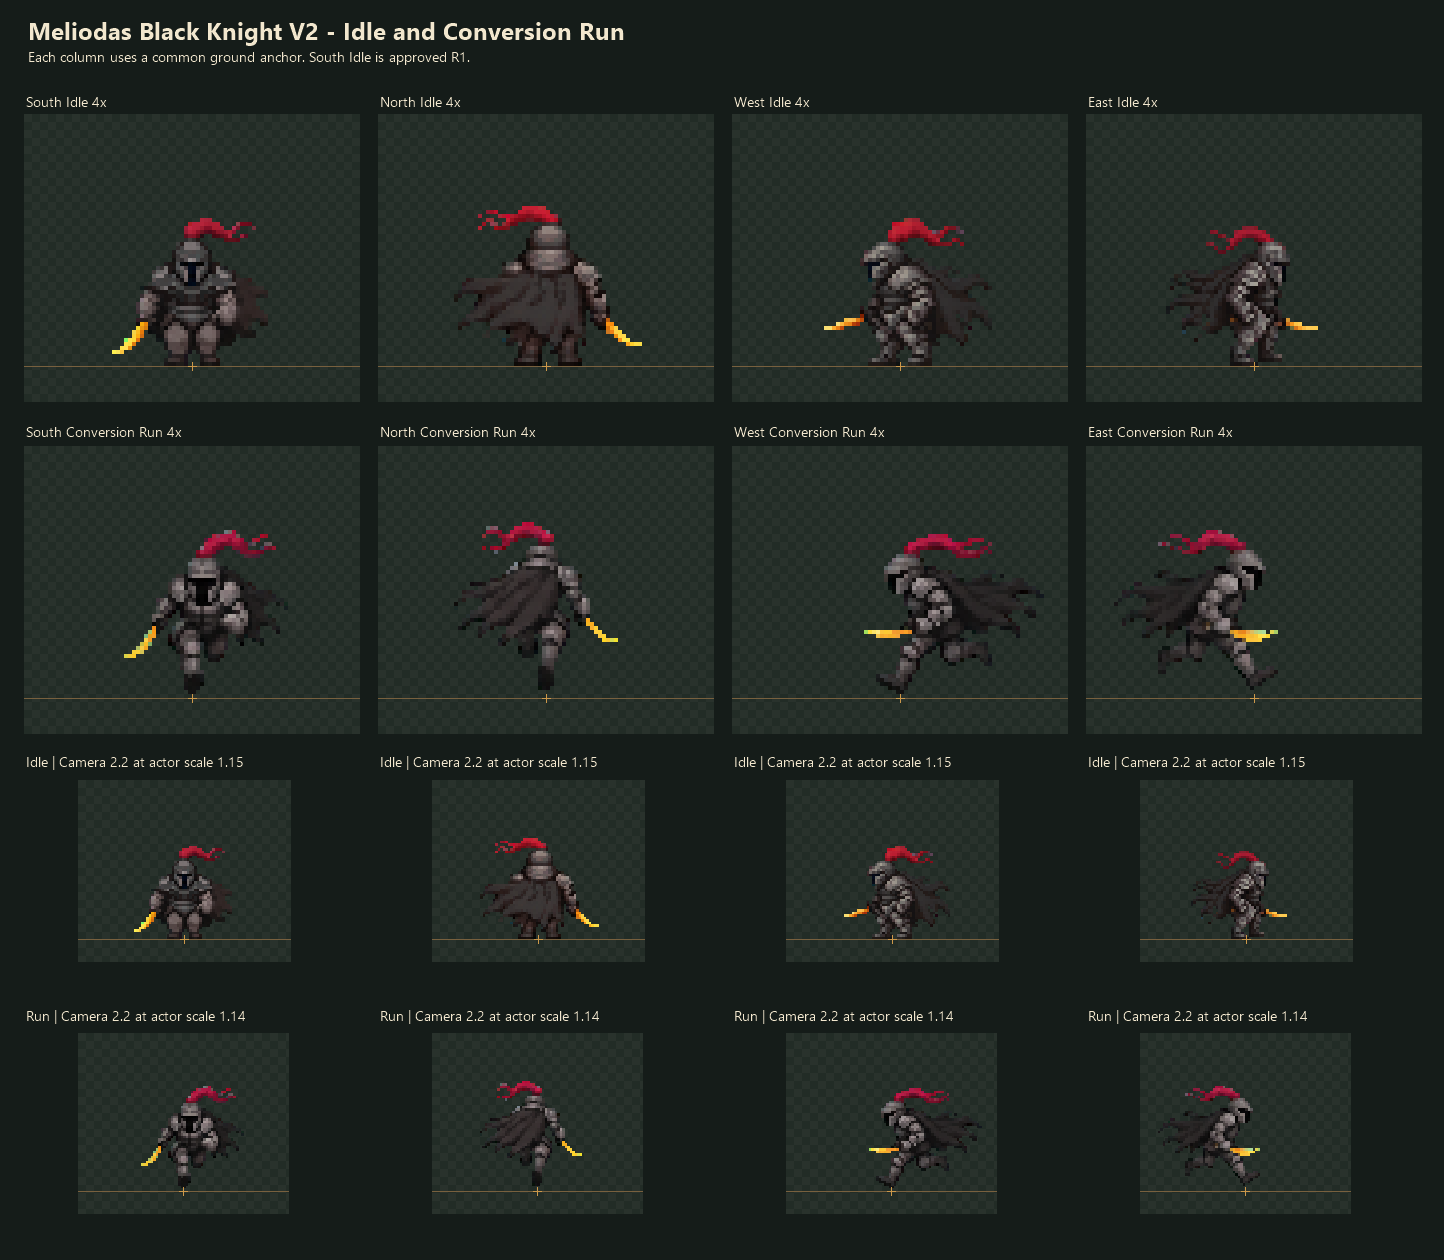 Meliodas Black Knight V2 - Idle and Conversion Run
Each column uses a common ground anchor. South Idle is approved R1.
South Idle 4x
North Idle 4x
West Idle 4x
East Idle 4x
South Conversion Run 4x
North Conversion Run 4x
West Conversion Run 4x
East Conversion Run 4x
Idle | Camera 2.2 at actor scale 1.15
Idle | Camera 2.2 at actor scale 1.15
Idle | Camera 2.2 at actor scale 1.15
Idle | Camera 2.2 at actor scale 1.15
Run | Camera 2.2 at actor scale 1.14
Run | Camera 2.2 at actor scale 1.14
Run | Camera 2.2 at actor scale 1.14
Run | Camera 2.2 at actor scale 1.14